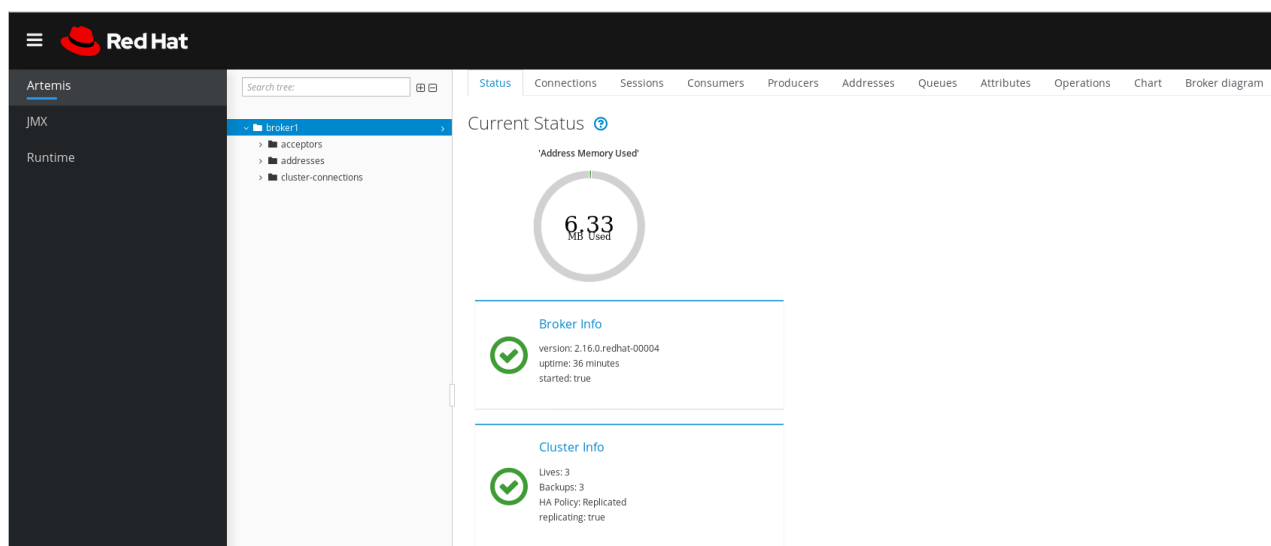 Red Hat
Artemis
JMX
Runtime
Search tree:
broker1
acceptors
addresses
cluster-connections
Status Connections Sessions Consumers Producers Addresses Queues Attributes Operations Chart Broker diagram
Current Status
'Address Memory Used'
6.33
MB Used
Broker Info
version: 2.16.0.redhat-00004
uptime: 36 minutes
started: true
Cluster Info
Lives: 3
Backups: 3
HA Policy: Replicated
replicating: true